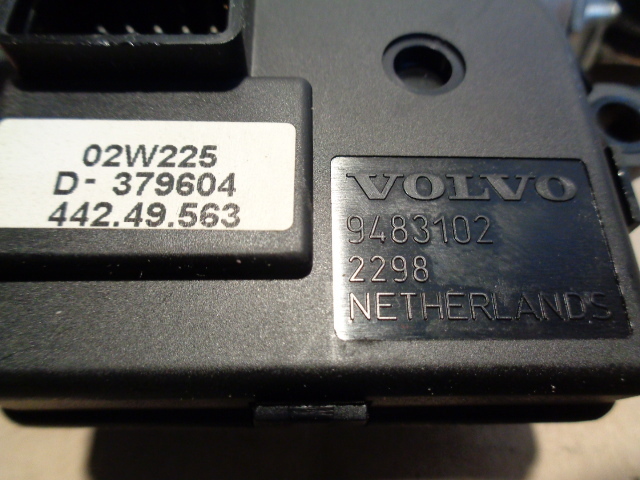 02W225
D- 379604
442.49.563
VOLVO
9483102
2298
NETHERLANDS